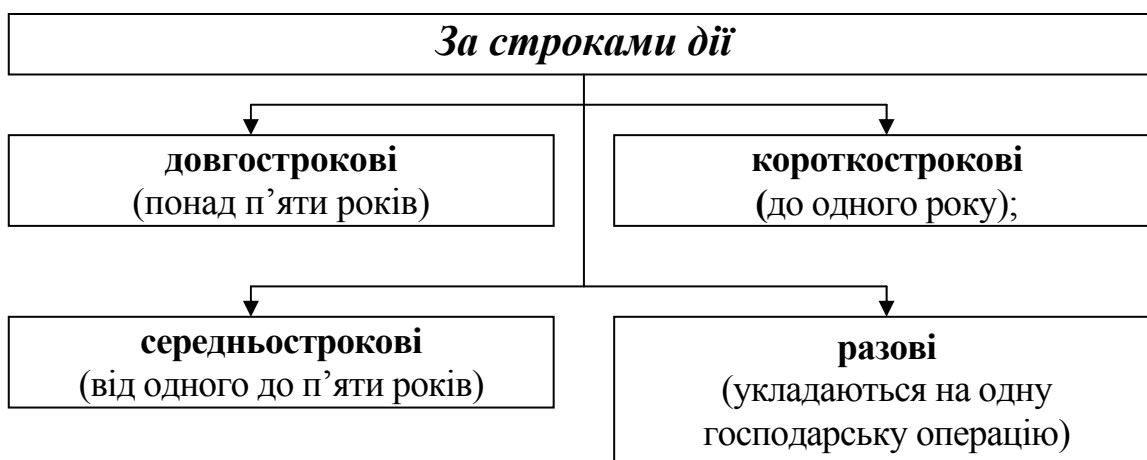 За строками дії
довгострокові
(понад п’яти років)
короткострокові
(до одного року);
середньострокові
(від одного до п’яти років)
разові
(укладаються на одну
господарську операцію)